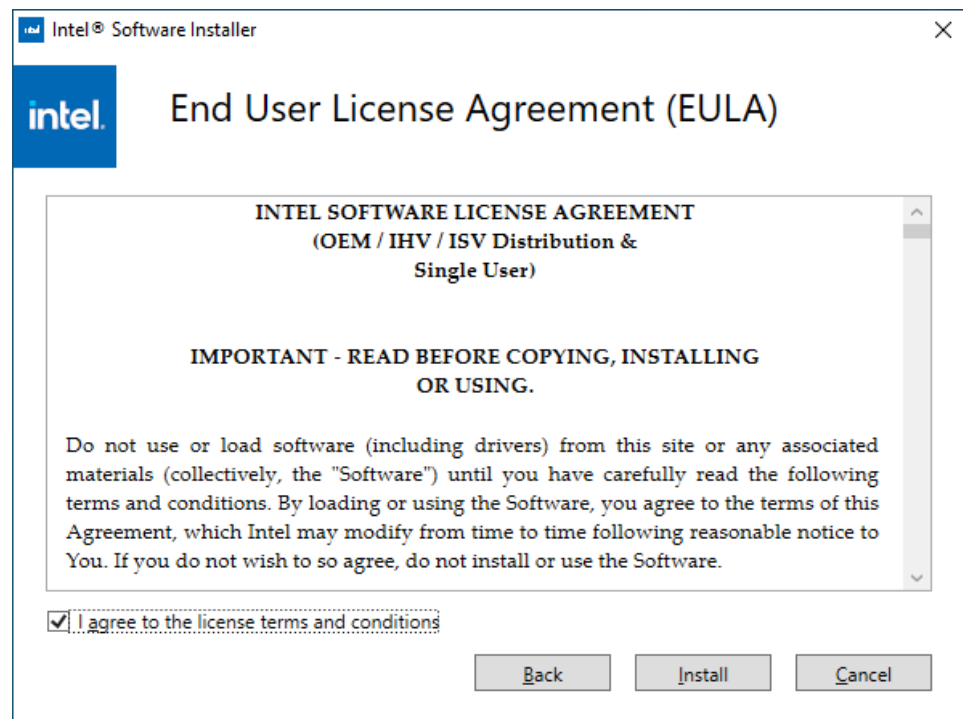 intel Intel® Software Installer
intel.
End User License Agreement (EULA)
INTEL SOFTWARE LICENSE AGREEMENT
(OEM / IHV / ISV Distribution &
Single User)
IMPORTANT - READ BEFORE COPYING, INSTALLING
OR USING.
Do not use or load software (including drivers) from this site or any associated
materials (collectively, the "Software") until you have carefully read the following
terms and conditions. By loading or using the Software, you agree to the terms of this
Agreement, which Intel may modify from time to time following reasonable notice to
You. If you do not wish to so agree, do not install or use the Software.
I agree to the license terms and conditions
Back Install Cancel